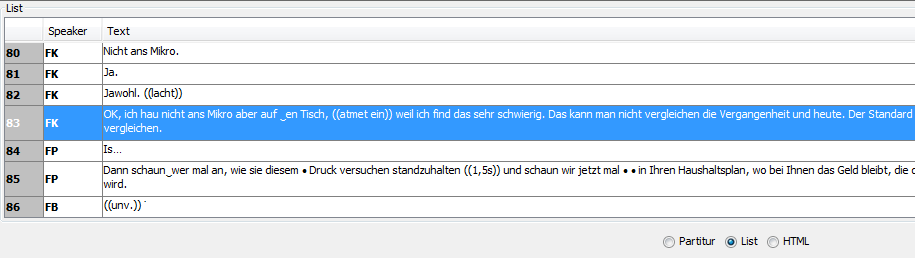 List
Speaker Text
80 FK Nicht ans Mikro.
81 FK Ja.
82 FK Jawohl. ((lacht))
83 FK OK, ich hau nicht ans Mikro aber auf ‿en Tisch, ((atmet ein)) weil ich find das sehr schwierig. Das kann man nicht vergleichen die Vergangenheit und heute. Der Standard
vergleichen.
84 FP Is…
85 FP Dann schaun‿wer mal an, wie sie diesem • Druck versuchen standzuhalten ((1,5s)) und schaun wir jetzt mal • • in Ihren Haushaltsplan, wo bei Ihnen das Geld bleibt, die
wird.
86 FB ((unv.)) ˙
Partitur List HTML